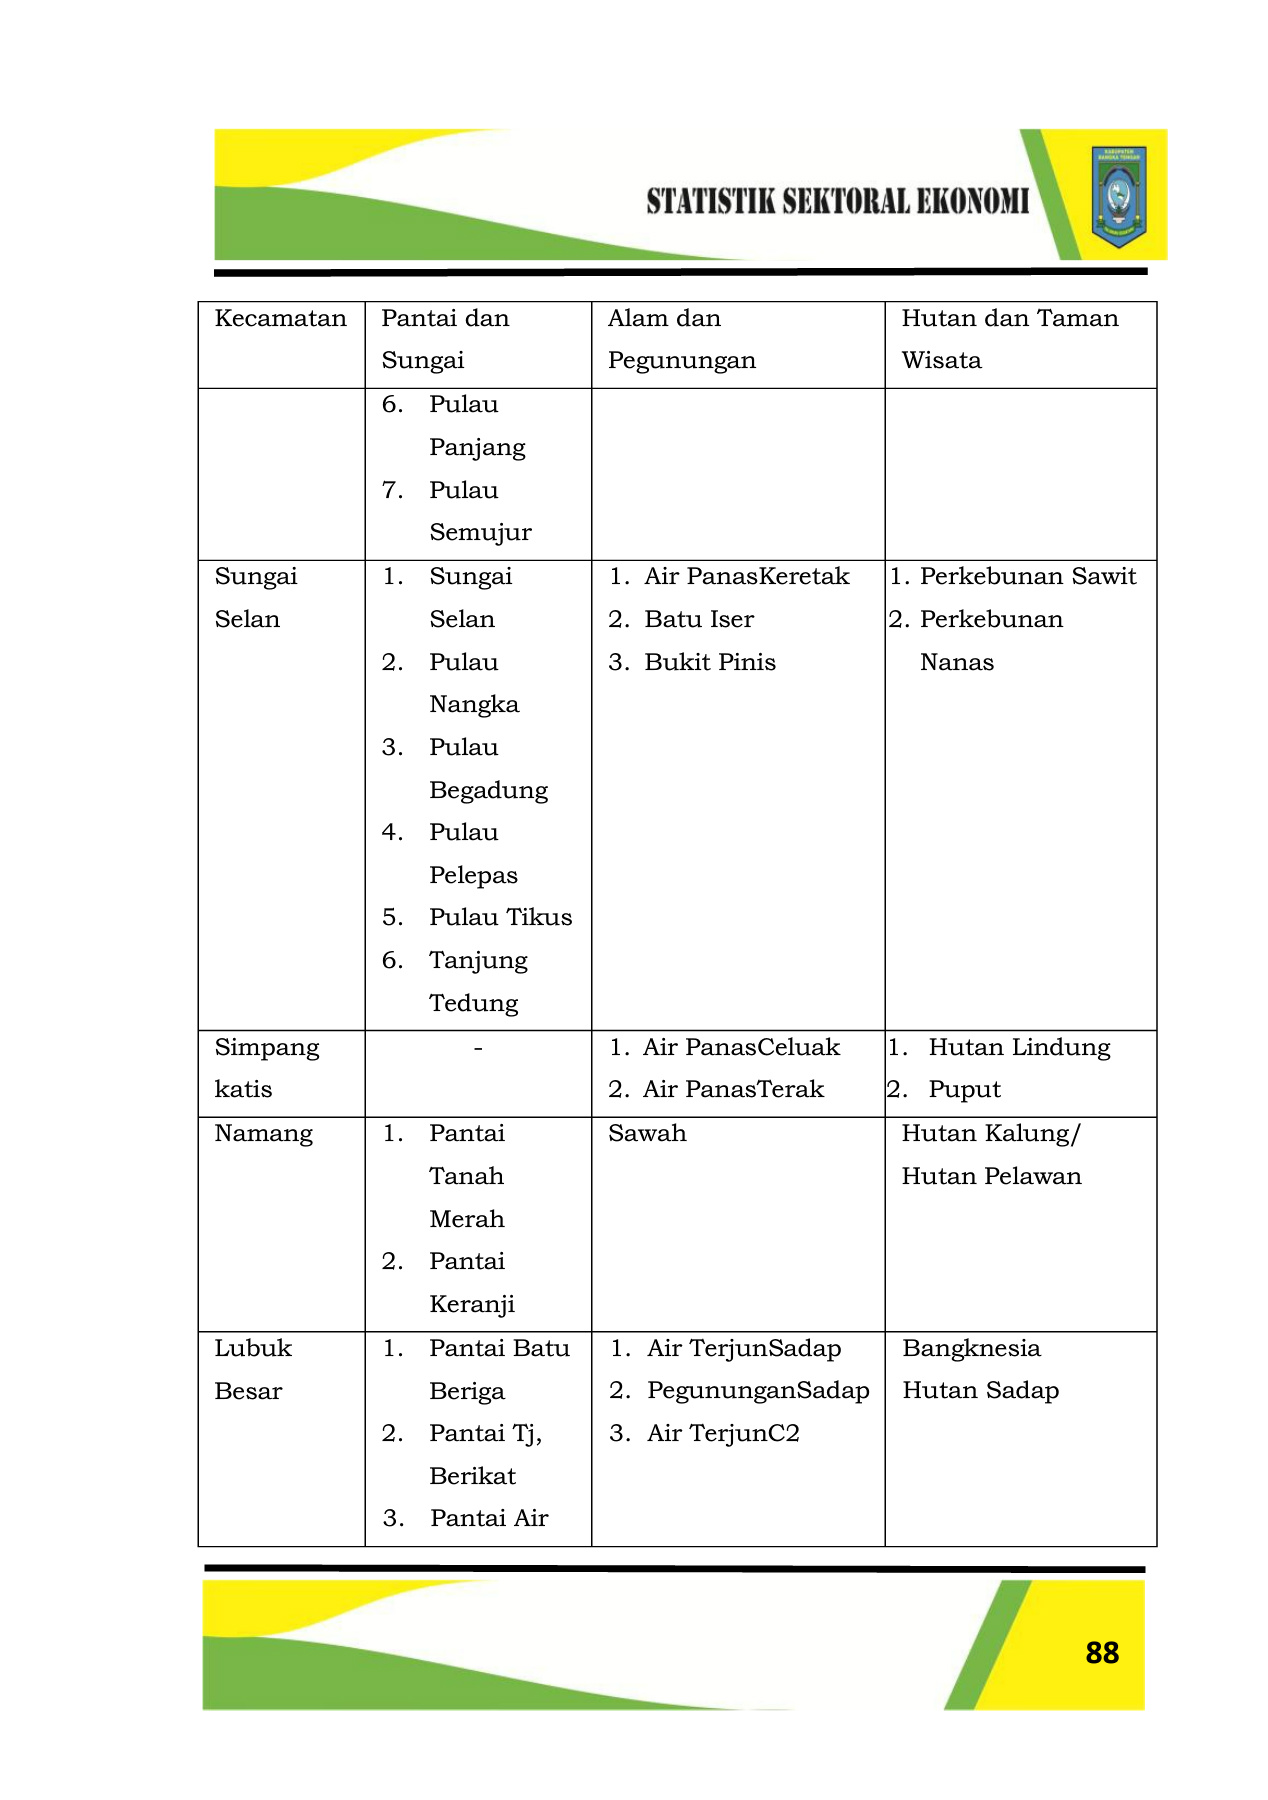 STATISTIK SEKTORAL EKONOMI
KABUPATEN
BANGKA TENGAH
Kecamatan
Pantai dan
Sungai
Alam dan
Pegunungan
Hutan dan Taman
Wisata
6. Pulau
Panjang
7. Pulau
Semujur
Sungai
Selan
1. Sungai
Selan
2. Pulau
Nangka
3. Pulau
Begadung
4. Pulau
Pelepas
5. Pulau Tikus
6. Tanjung
Tedung
1. Air PanasKeretak
2. Batu Iser
3. Bukit Pinis
1. Perkebunan Sawit
2. Perkebunan
Nanas
Simpang
katis
-
1. Air PanasCeluak
2. Air PanasTerak
1. Hutan Lindung
2. Puput
Namang
1. Pantai
Tanah
Merah
2. Pantai
Keranji
Sawah
Hutan Kalung/
Hutan Pelawan
Lubuk
Besar
1. Pantai Batu
Beriga
2. Pantai Tj,
Berikat
3. Pantai Air
1. Air TerjunSadap
2. PegununganSadap
3. Air TerjunC2
Bangknesia
Hutan Sadap
88